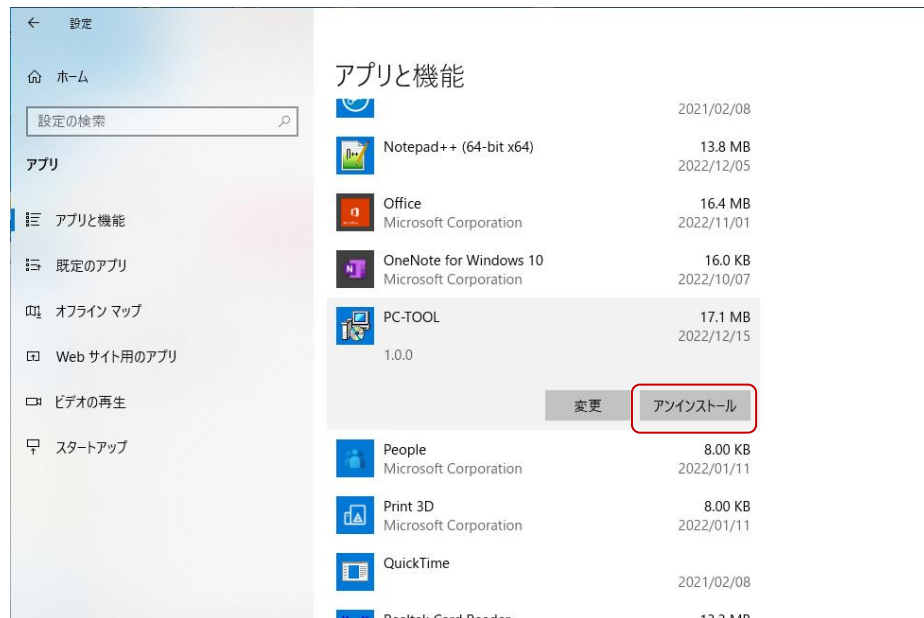 設定
ホーム
設定の検索
アプリ
アプリと機能
既定のアプリ
オフライン マップ
Web サイト用のアプリ
ビデオの再生
スタートアップ
アプリと機能
2021/02/08
Notepad++ (64-bit x64)
13.8 MB
2022/12/05
Office
16.4 MB
Microsoft Corporation
2022/11/01
OneNote for Windows 10
16.0 KB
Microsoft Corporation
2022/10/07
PC-TOOL
17.1 MB
2022/12/15
1.0.0
変更
アンインストール
People
8.00 KB
Microsoft Corporation
2022/01/11
Print 3D
8.00 KB
Microsoft Corporation
2022/01/11
QuickTime
2021/02/08